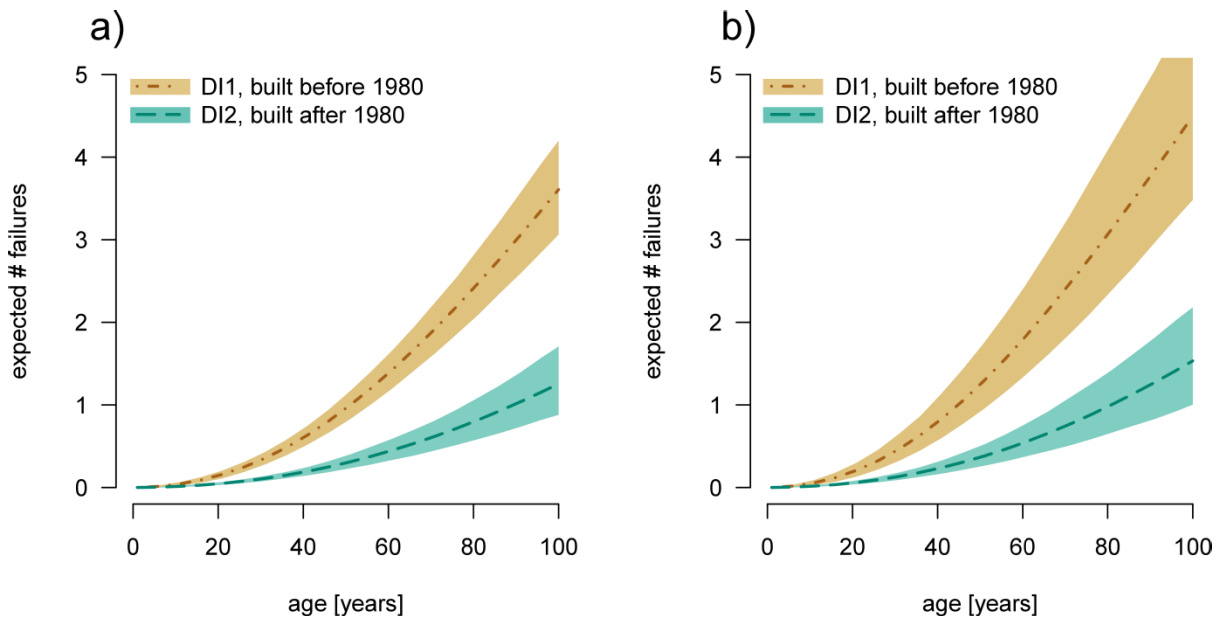 a)
DI1, built before 1980
DI2, built after 1980
expected # failures
5
4
3
2
1
0
0 20 40 60 80 100
age [years]
b)
DI1, built before 1980
DI2, built after 1980
expected # failures
5
4
3
2
1
0
0 20 40 60 80 100
age [years]